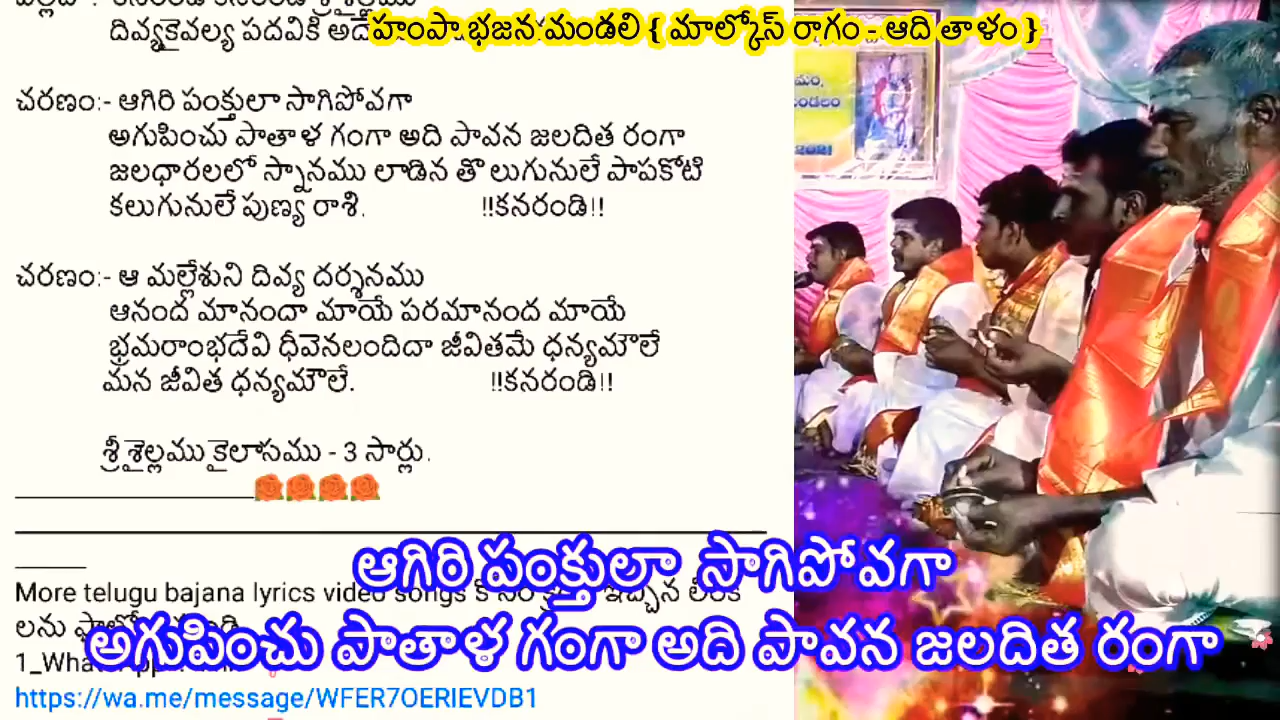 హంపా భజన మండలి { మాల్కోస్ రాగం - ఆది తాళం }
దివ్యకైవల్య పదవికి
చరణం:- ఆగిరి పంక్తులా సాగిపోవగా
అగుపించు పాతాళ గంగా అది పావన జలదిత రంగా
జలధారలలో స్నానము లాడిన తొలుగునులే పాపకోటి
కలుగునులే పుణ్య రాశి. !!కనరండి!!
చరణం:- ఆ మల్లేశుని దివ్య దర్శనము
ఆనంద మానందా మాయే పరమానంద మాయే
భ్రమరాంభదేవి ధీవెనలందిదా జీవితమే ధన్యమౌలే
మన జీవిత ధన్యమౌలే. !!కనరండి!!
శ్రీ శైల్లము కైలాసము - 3 సార్లు.
ఆగిరి పంక్తులా సాగిపోవగా
More telugu bajana lyrics video songs
అగుపించు పాతాళ గంగా అది పావన జలదిత రంగా
https://wa.me/message/WFER7OERIEVDB1
మం,
ండలం
2021